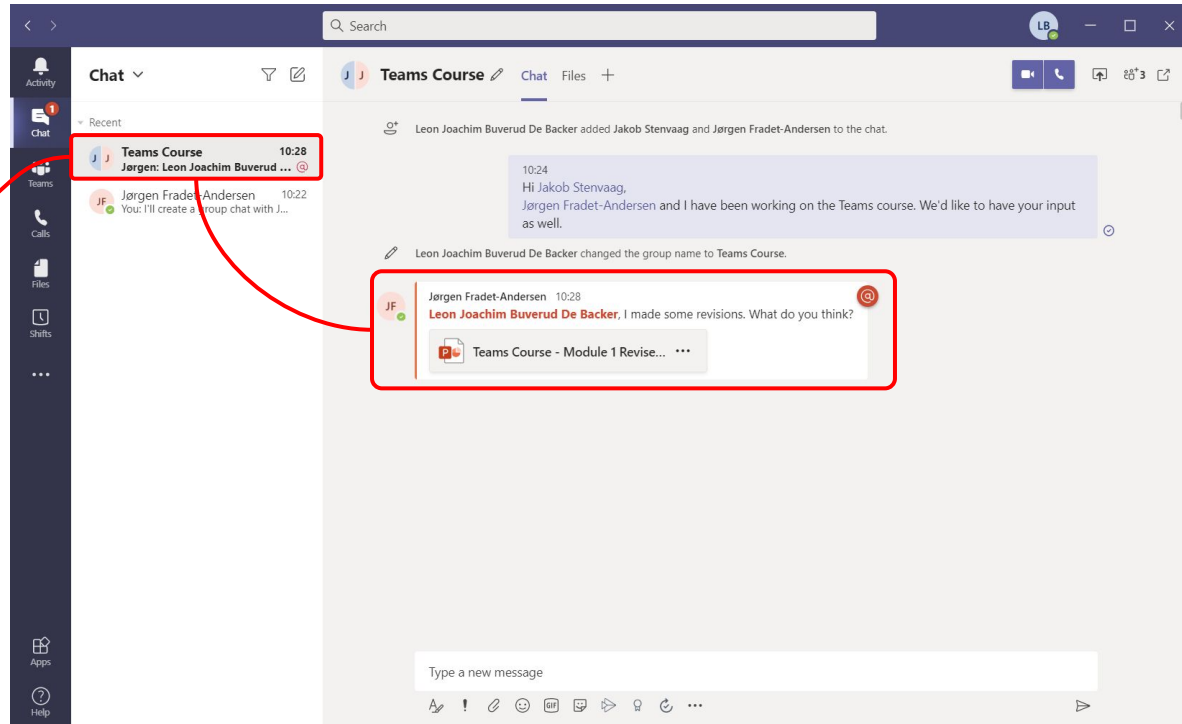 Search
LB
Activity
Chat
1
Teams
Calls
Files
Shifts
Apps
Help
Chat
Recent
J J
Teams Course 10:28
Jørgen: Leon Joachim Buverud ... @
JF
Jørgen Fradet-Andersen 10:22
You: I'll create a group chat with J...
J J Teams Course Chat Files
3
Leon Joachim Buverud De Backer added Jakob Stenvaag and Jørgen Fradet-Andersen to the chat.
10:24
Hi Jakob Stenvaag,
Jørgen Fradet-Andersen and I have been working on the Teams course. We'd like to have your input
as well.
Leon Joachim Buverud De Backer changed the group name to Teams Course.
JF
Jørgen Fradet-Andersen 10:28
@
Leon Joachim Buverud De Backer, I made some revisions. What do you think?
P
Teams Course - Module 1 Revise... ...
Type a new message
GIF